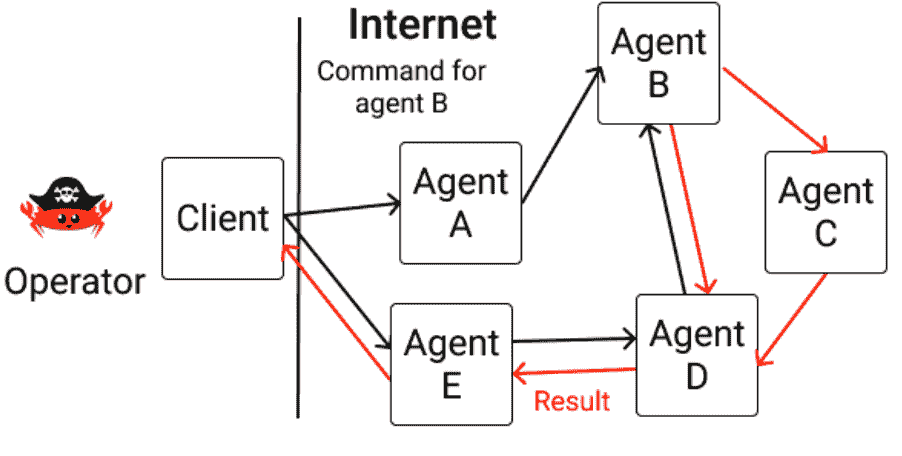 Internet
Command for
agent B
Agent
B
Agent
A
Client
Agent
C
Operator
Agent
E
Agent
D
Result